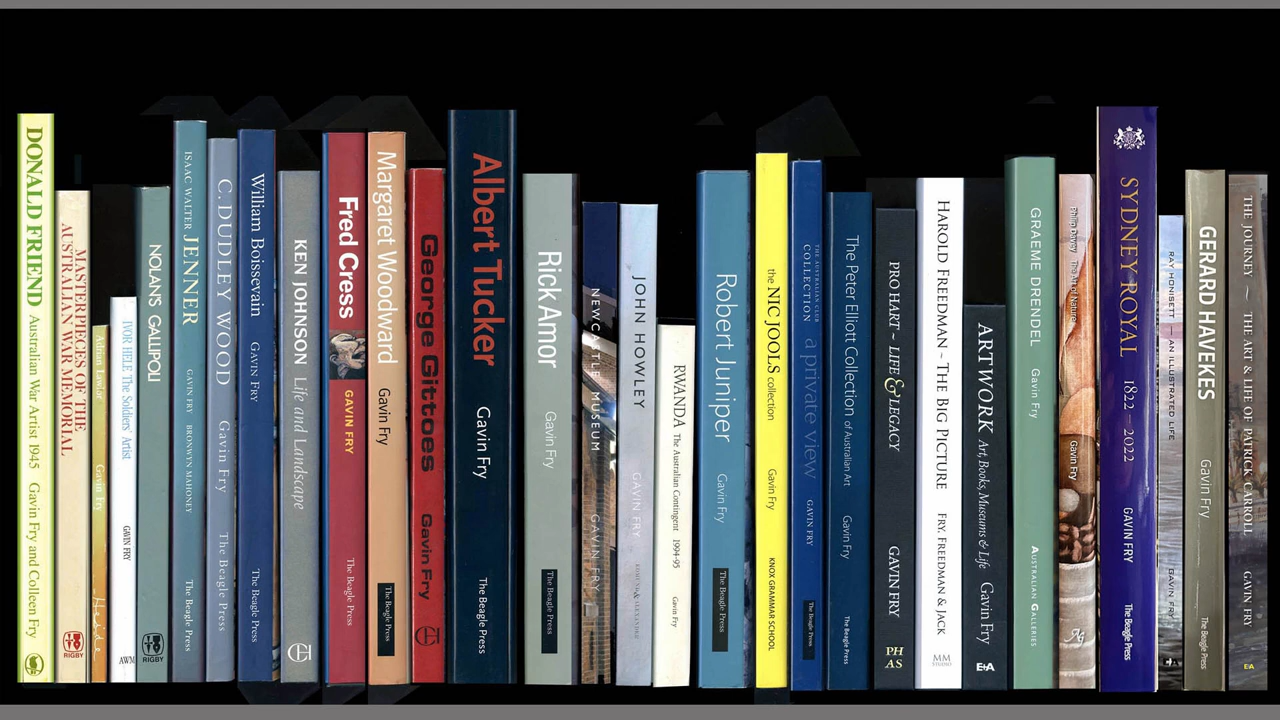 DONALD FRIEND Australian War Artist 1945 Gavin Fry and Colleen Fry
MASTERPIECES OF THE
AUSTRALIAN WAR MEMORIAL
RIGBY
Adrian Lawlor Gavin Fry
IVOR HELE The Soldiers' Artist GAVIN FRY AWM
NOLAN'S GALLIPOLI
RIGBY
ISAAC WALTER JENNER GAVIN FRY BRONWYN MAHONEY The Beagle Press
C. DUDLEY WOOD Gavin Fry The Beagle Press
William Boissevain GAVIN FRY The Beagle Press
KEN JOHNSON Life and Landscape
Fred Cress GAVIN FRY The Beagle Press
Margaret Woodward Gavin Fry The Beagle Press
George Gittoes Gavin Fry
Albert Tucker Gavin Fry The Beagle Press
Rick Amor Gavin Fry The Beagle Press
NEWCASTLE MUSEUM GAVIN FRY
JOHN HOWLEY GAVIN FRY
RWANDA The Australian Contingent 1994-95 Gavin Fry
Robert Juniper Gavin Fry The Beagle Press
the NIC JOOLS collection Gavin Fry KNOX GRAMMAR SCHOOL
THE AUSTRALIAN CLUB
COLLECTION a private view GAVIN FRY The Beagle Press
The Peter Elliott Collection of Australian Art Gavin Fry The Beagle Press
PRO HART ~ LIFE & LEGACY GAVIN FRY
PH
AS
HAROLD FREEDMAN ~ THE BIG PICTURE FRY, FREEDMAN & JACK
MM
STUDIO
ARTWORK Art, Books, Museums & Life Gavin Fry
E&A
GRAEME DRENDEL Gavin Fry AUSTRALIAN GALLERIES
Philip Davey The Art of Nature Gavin Fry
SYDNEY ROYAL 1822 - 2022 GAVIN FRY The Beagle Press
RAY HONISETT — AN ILLUSTRATED LIFE GAVIN FRY
GERARD HAVEKES Gavin Fry The Beagle Press
THE JOURNEY — THE ART & LIFE OF PATRICK CARROLL GAVIN FRY
E&A